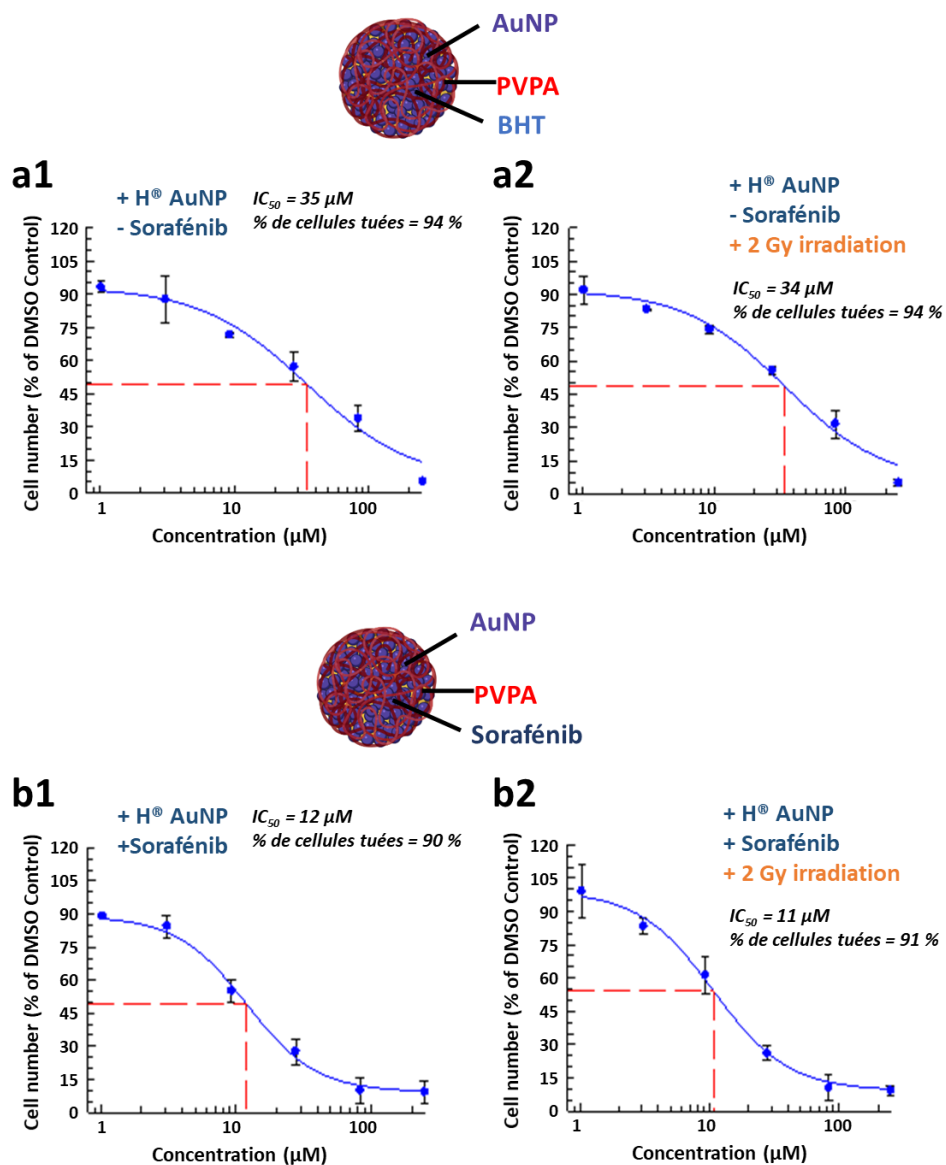 AuNP
PVPA
BHT
a1
+ H® AuNP
- Sorafénib
IC50 = 35 µM
% de cellules tuées = 94 %
Cell number (% of DMSO Control)
120
105
90
75
60
45
30
15
0
1
10
100
Concentration (µM)
a2
+ H® AuNP
- Sorafénib
+ 2 Gy irradiation
IC50 = 34 µM
% de cellules tuées = 94 %
Cell number (% of DMSO Control)
120
105
90
75
60
45
30
15
0
1
10
100
Concentration (µM)
AuNP
PVPA
Sorafénib
b1
+ H® AuNP
+Sorafénib
IC50 = 12 µM
% de cellules tuées = 90 %
Cell number (% of DMSO Control)
120
105
90
75
60
45
30
15
0
1
10
100
Concentration (µM)
b2
+ H® AuNP
+ Sorafénib
+ 2 Gy irradiation
IC50 = 11 µM
% de cellules tuées = 91 %
Cell number (% of DMSO Control)
120
105
90
75
60
45
30
15
0
1
10
100
Concentration (µM)